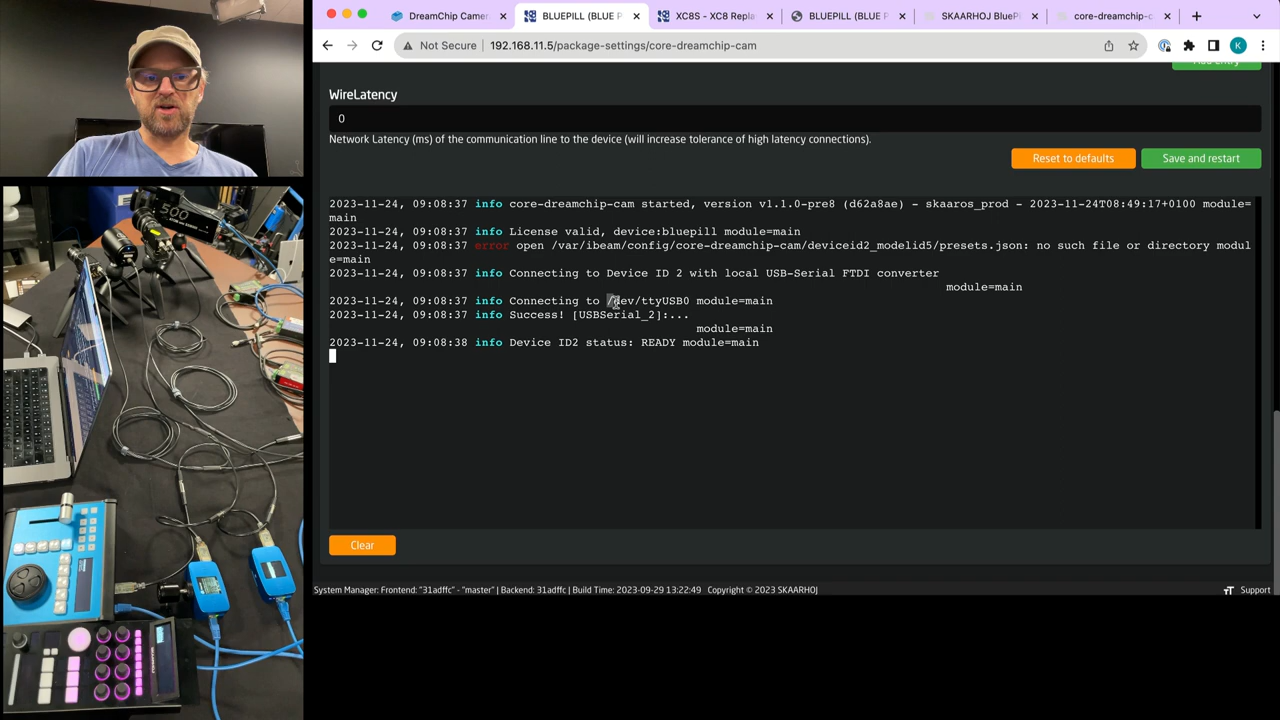 DreamChip Camer
BLUEPILL (BLUE P
XC8S - XC8 Repla
BLUEPILL (BLUE P
SKAARHOJ BluePi
core-dreamchip-c
Not Secure
192.168.11.5/package-settings/core-dreamchip-cam
K
Add Entry
WireLatency
0
Network Latency (ms) of the communication line to the device (will increase tolerance of high latency connections).
Reset to defaults
Save and restart
2023-11-24, 09:08:37 info core-dreamchip-cam started, version v1.1.0-pre8 (d62a8ae) - skaaros_prod - 2023-11-24T08:49:17+0100 module=
main
2023-11-24, 09:08:37 info License valid, device:bluepill module=main
2023-11-24, 09:08:37 error open /var/ibeam/config/core-dreamchip-cam/deviceid2_modelid5/presets.json: no such file or directory modul
e=main
2023-11-24, 09:08:37 info Connecting to Device ID 2 with local USB-Serial FTDI converter
module=main
2023-11-24, 09:08:37 info Connecting to /dev/ttyUSB0 module=main
2023-11-24, 09:08:37 info Success! [USBSerial_2]:...
module=main
2023-11-24, 09:08:38 info Device ID2 status: READY module=main
Clear
System Manager: Frontend: "31adffc" - "master" | Backend: 31adffc | Build Time: 2023-09-29 13:22:49 Copyright © 2023 SKAARHOJ
Support
500